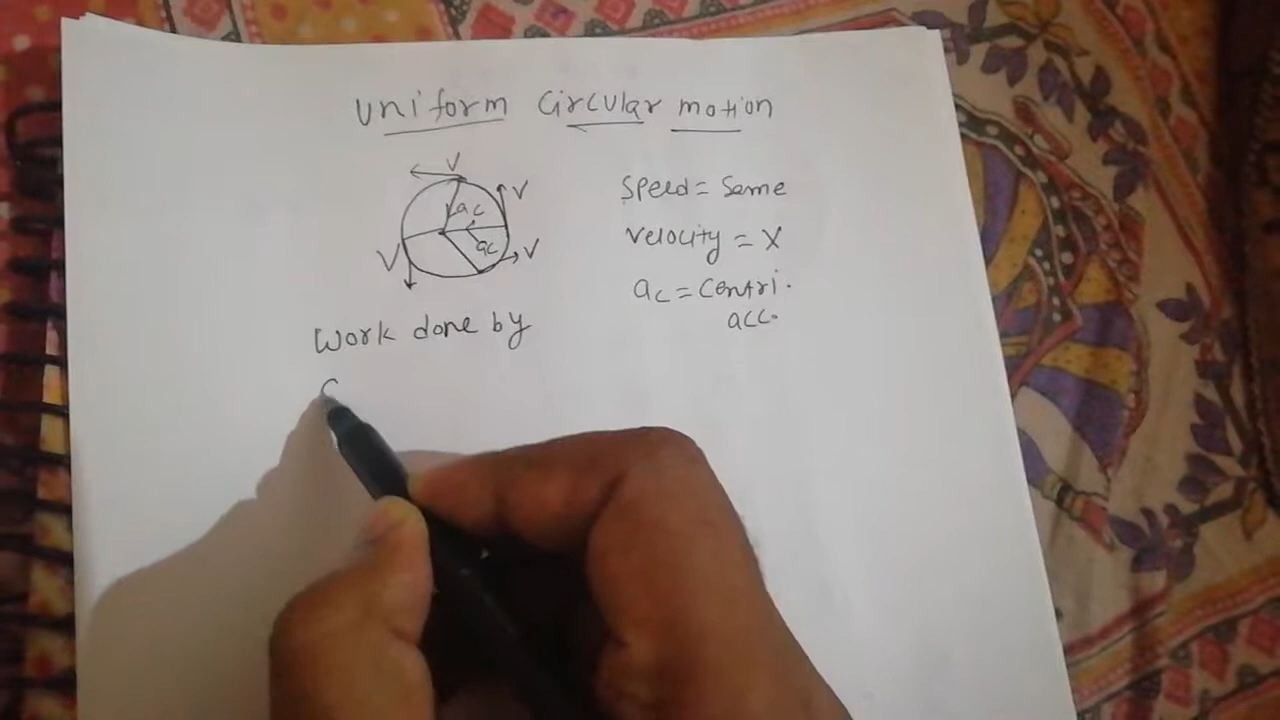 Uniform Circular motion
V
V
ac
ac
V
V
Speed = Same
Velocity = X
ac = Centri.
acc.
Work done by
C